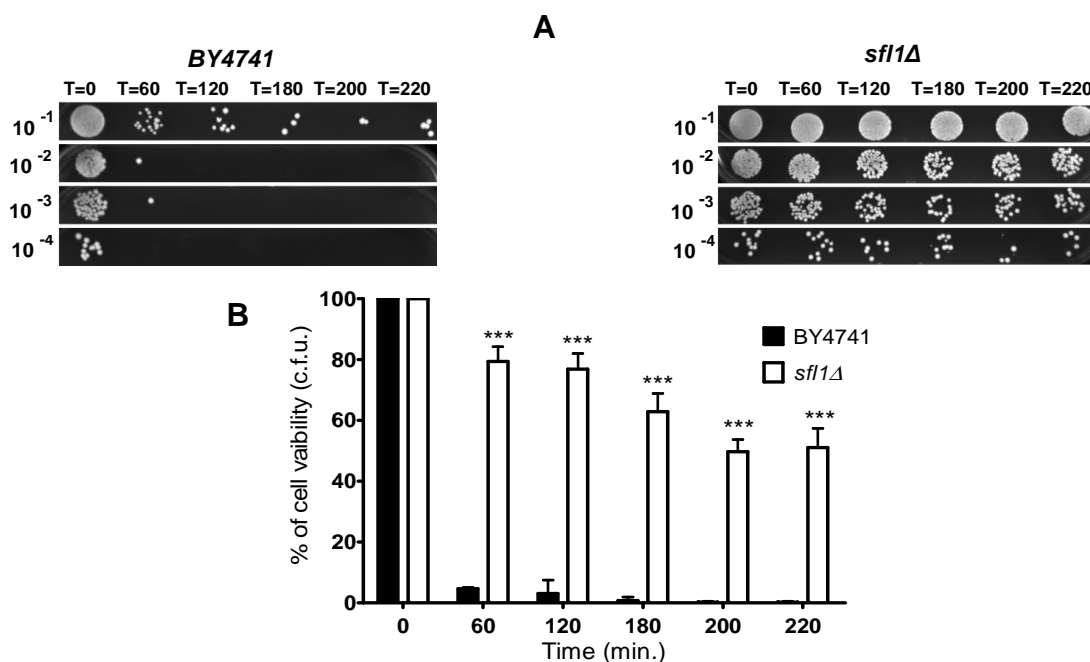 A
BY4741
T=0 T=60 T=120 T=180 T=200 T=220
10 -1
10 -2
10 -3
10 -4
sfl1Δ
T=0 T=60 T=120 T=180 T=200 T=220
10 -1
10 -2
10 -3
10 -4
B
% of cell vaibility (c.f.u.)
100
80
60
40
20
0
*** *** *** *** ***
BY4741
sfl1Δ
0 60 120 180 200 220
Time (min.)